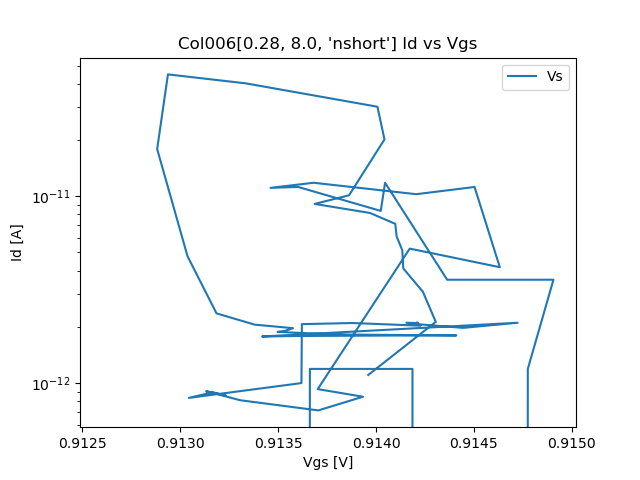 Col006[0.28, 8.0, 'nshort'] Id vs Vgs
Vs
10⁻¹¹
10⁻¹²
Id [A]
0.9125 0.9130 0.9135 0.9140 0.9145 0.9150
Vgs [V]